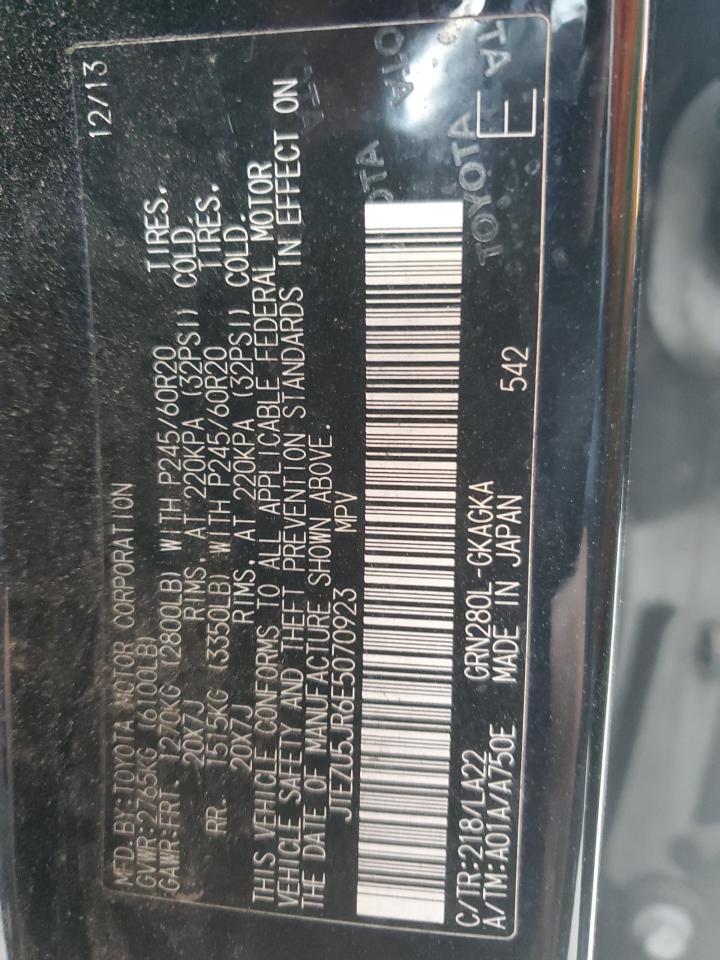 MFD.BY:TOYOTA MOTOR CORPORATION 12/13
GVWR:2765KG (6100LB)
GAWR:FRT 1270KG (2800LB) WITH P245/60R20 TIRES.
20X7J RIMS, AT 220KPA (32PSI) COLD.
RR. 1515KG (3350LB) WITH P245/60R20 TIRES.
20X7J RIMS, AT 220KPA (32PSI) COLD.
THIS VEHICLE CONFORMS TO ALL APPLICABLE FEDERAL MOTOR
VEHICLE SAFETY AND THEFT PREVENTION STANDARDS IN EFFECT ON
THE DATE OF MANUFACTURE SHOWN ABOVE.
JTEZU5JR6E5070923 MPV
C/TR:218/LA22 GRN280L-GKAGKA
A/TM:A01A/A750E MADE IN JAPAN 542 E
TOYOTA